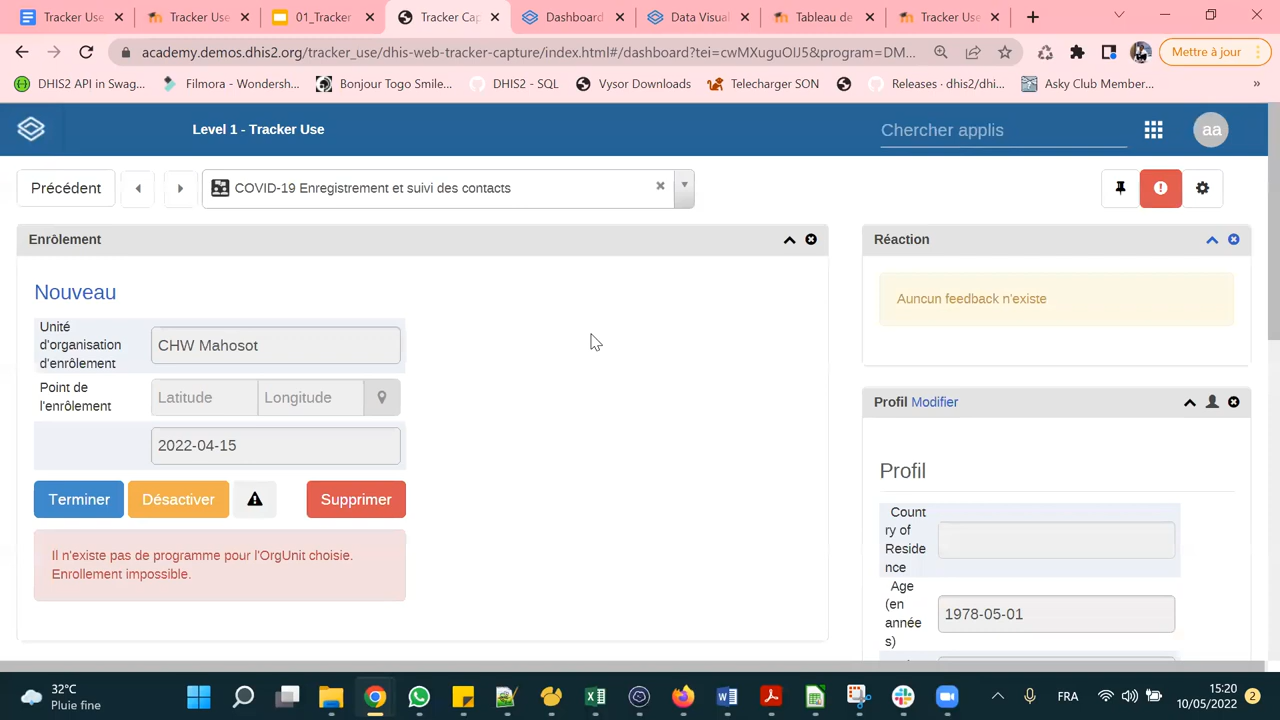 Tracker Use
Tracker Use
01_Tracker
Tracker Cap
Dashboard
Data Visual
Tableau de
Tracker Use
academy.demos.dhis2.org/tracker_use/dhis-web-tracker-capture/index.html#/dashboard?tei=cwMXuguOIJ5&program=DM...
Mettre à jour
DHIS2 API in Swag...
Filmora - Wondersh...
Bonjour Togo Smile...
DHIS2 - SQL
Vysor Downloads
Telecharger SON
Releases · dhis2/dhi...
Asky Club Member...
»
Level 1 - Tracker Use
Chercher applis
aa
Précédent
COVID-19 Enregistrement et suivi des contacts
Enrôlement
Réaction
Nouveau
Auncun feedback n'existe
Unité
d'organisation
d'enrôlement
CHW Mahosot
Point de
l'enrôlement
Latitude
Longitude
2022-04-15
Terminer
Désactiver
Supprimer
Il n'existe pas de programme pour l'OrgUnit choisie.
Enrollement impossible.
Profil Modifier
Profil
Count
ry of
Reside
nce
Age
(en
année
s)
1978-05-01
32°C
Pluie fine
FRA
15:20
10/05/2022
2